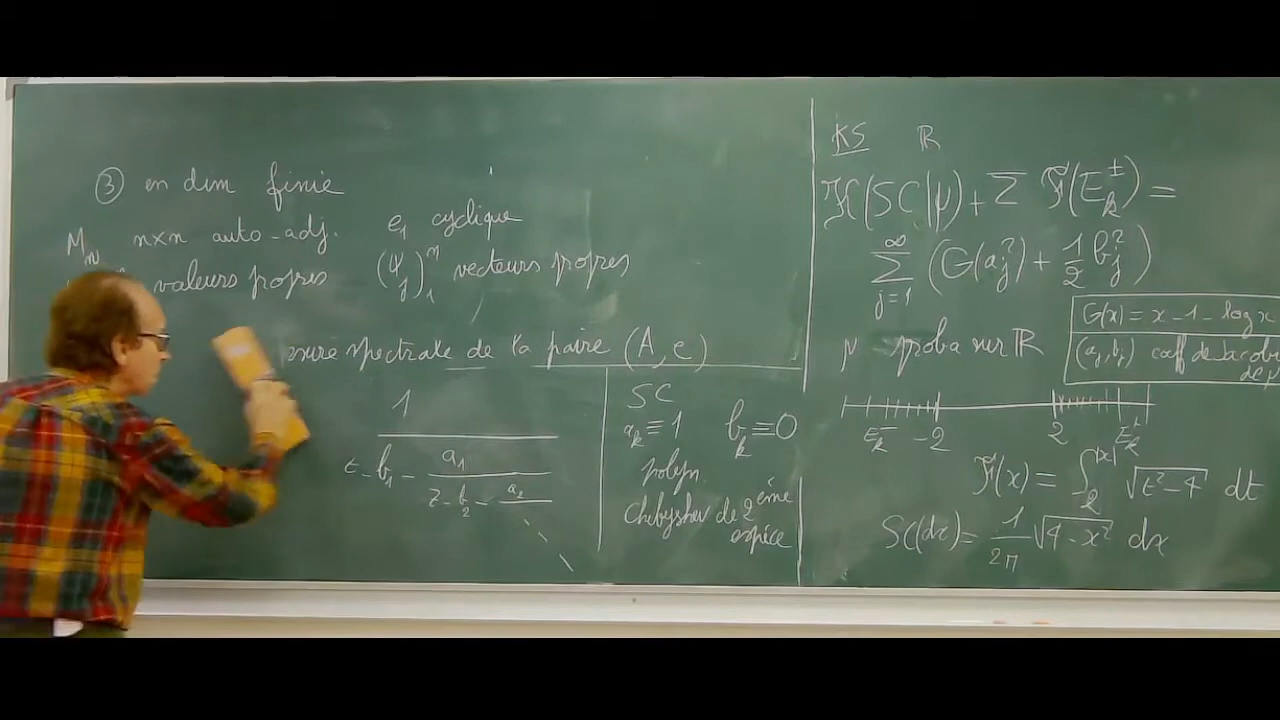 ③ en dim finie
M_n n×n auto-adj. e_1 cyclique
valeurs propres (ψ_j)_1^n vecteurs propres
sure spectrale de la paire (A, e)
1
z - b_1 - a_1
z - b_2 - a_2
SC
a_k ≡ 1 b_k ≡ 0
polyn.
Chebyshev de 2ème
espèce
KS ℝ
ℋ(SC|μ) + Σ ℱ(E_k^±) =
∑_{j=1}^∞ (G(a_j^2) + 1/2 b_j^2)
G(x) = x - 1 - log x
μ proba sur ℝ
(a_j, b_j) coeff de Jacobi
de μ
E_k^- -2 2 E_k^+
ℱ(x) = ∫_2^{|x|} √(t^2 - 4) dt
SC(dx) = 1/2π √(4 - x^2) dx